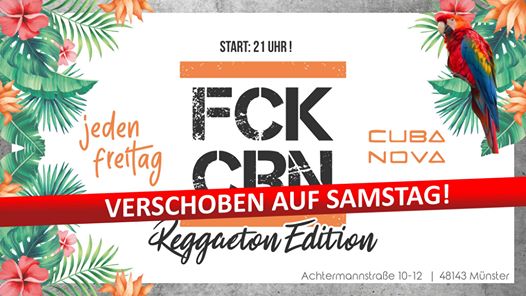 START: 21 UHR !
jeden
freitag
FCK
CRN
CUBA
NOVA
VERSCHOBEN AUF SAMSTAG!
Reggaeton Edition
Achtermannstraße 10-12 | 48143 Münster